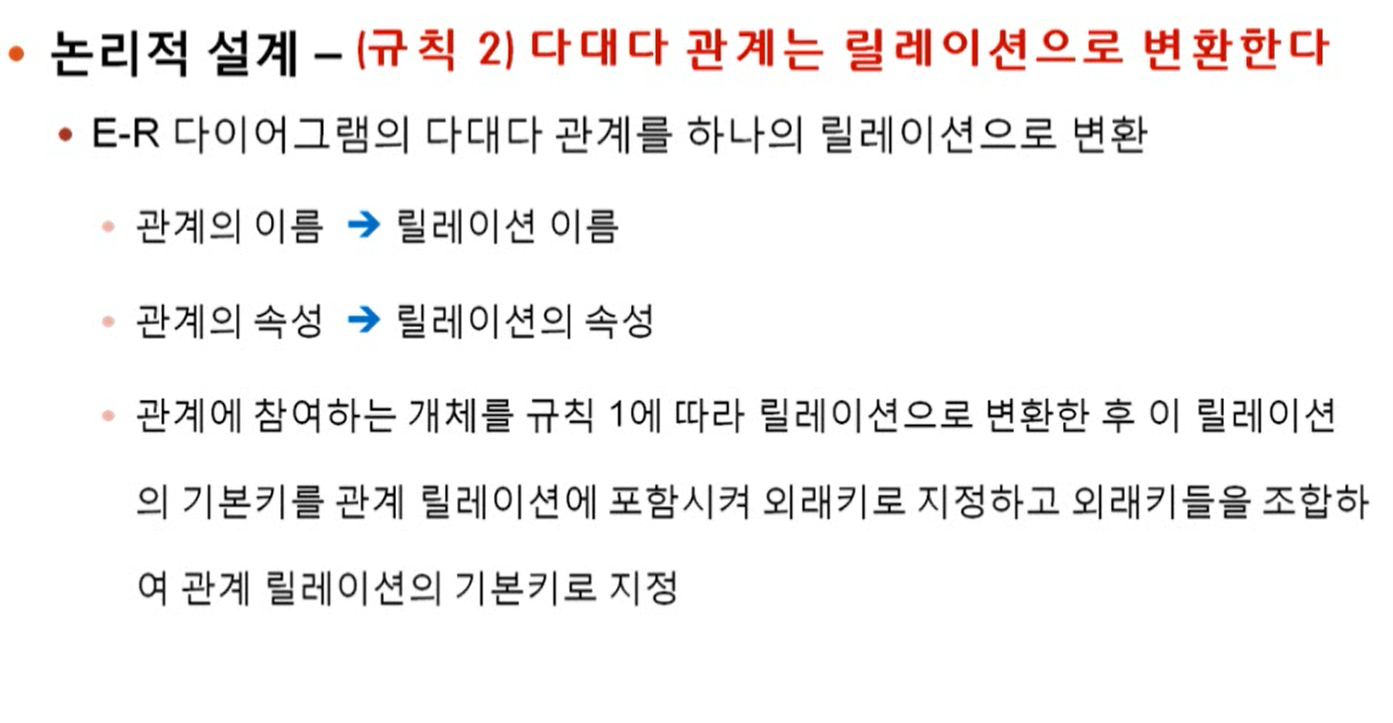 • 논리적 설계 – (규칙 2) 다대다 관계는 릴레이션으로 변환한다
• E-R 다이어그램의 다대다 관계를 하나의 릴레이션으로 변환
• 관계의 이름 ➔ 릴레이션 이름
• 관계의 속성 ➔ 릴레이션의 속성
• 관계에 참여하는 개체를 규칙 1에 따라 릴레이션으로 변환한 후 이 릴레이션
의 기본키를 관계 릴레이션에 포함시켜 외래키로 지정하고 외래키들을 조합하
여 관계 릴레이션의 기본키로 지정